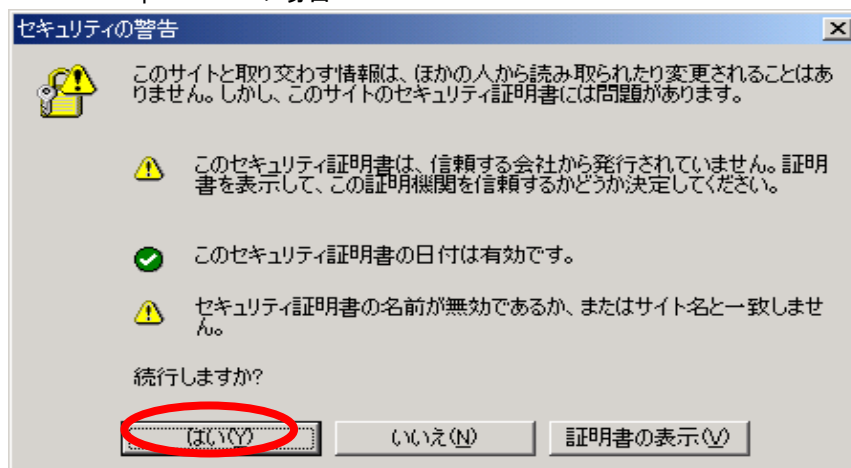 セキュリティの警告
このサイトと取り交わす情報は、ほかの人から読み取られたり変更されることはあ
りません。しかし、このサイトのセキュリティ証明書には問題があります。
このセキュリティ証明書は、信頼する会社から発行されていません。証明
書を表示して、この証明機関を信頼するかどうか決定してください。
このセキュリティ証明書の日付は有効です。
セキュリティ証明書の名前が無効であるか、またはサイト名と一致しませ
ん。
続行しますか?
はい(Y) いいえ(N) 証明書の表示(V)